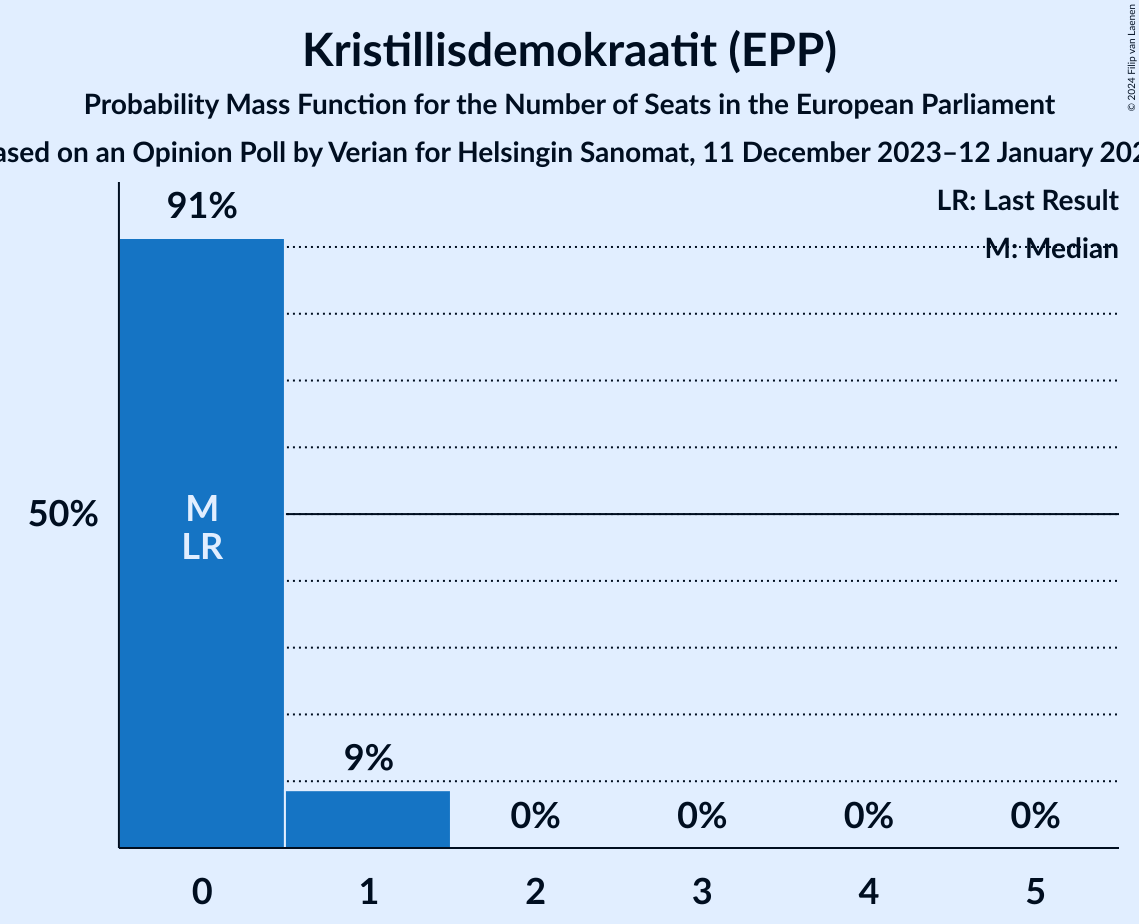 Kristillisdemokraatit (EPP)
Probability Mass Function for the Number of Seats in the European Parliament
on an Opinion Poll by Verian for Helsingin Sanomat, 11 December 2023–12 January
© 2024 Filip van Laenen
LR: Last Result
M: Median
91%
50%
M
LR
9%
0%
0%
0%
0%
0
1
2
3
4
5